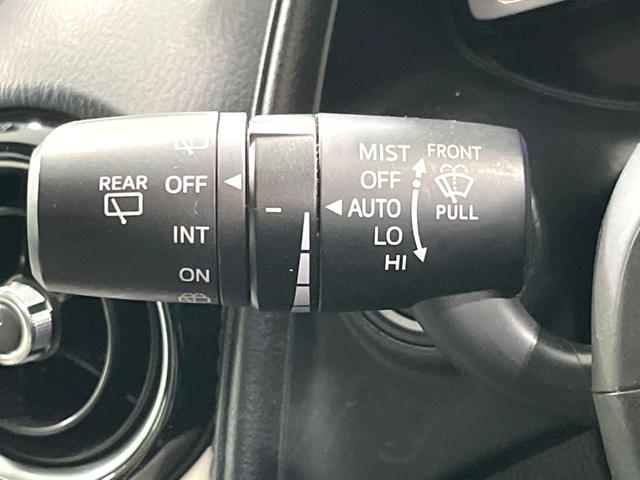 REAR
OFF
INT
ON
MIST
OFF
AUTO
LO
HI
FRONT
PULL